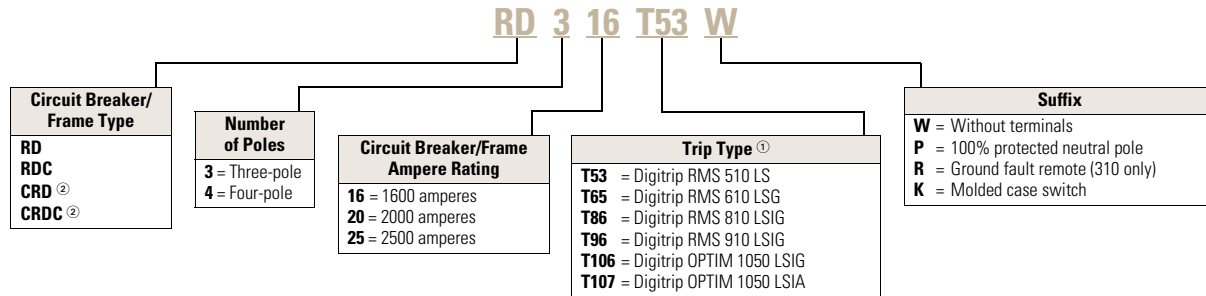 RD 3 16 T53 W
Circuit Breaker/
Frame Type
RD
RDC
CRD ②
CRDC ②
Number
of Poles
3 = Three-pole
4 = Four-pole
Circuit Breaker/Frame
Ampere Rating
16 = 1600 amperes
20 = 2000 amperes
25 = 2500 amperes
Trip Type ①
T53 = Digitrip RMS 510 LS
T65 = Digitrip RMS 610 LSG
T86 = Digitrip RMS 810 LSIG
T96 = Digitrip RMS 910 LSIG
T106 = Digitrip OPTIM 1050 LSIG
T107 = Digitrip OPTIM 1050 LSIA
Suffix
W = Without terminals
P = 100% protected neutral pole
R = Ground fault remote (310 only)
K = Molded case switch